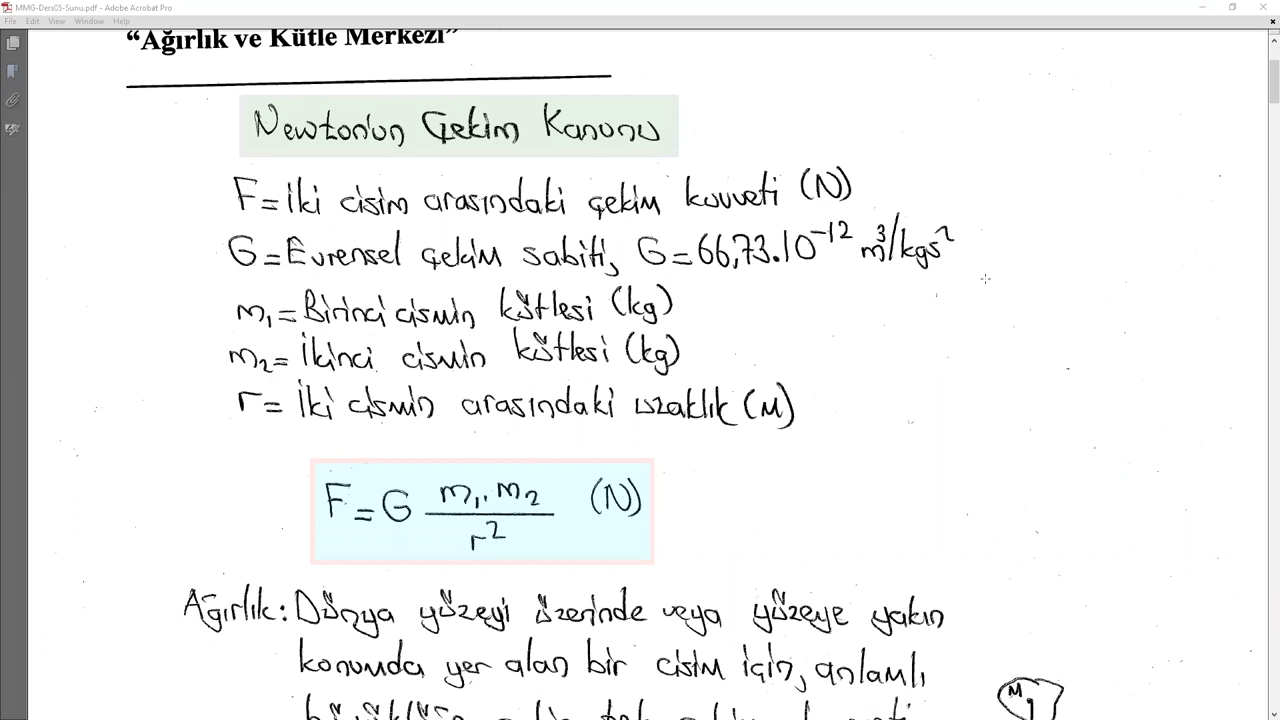 MMG-Ders05-Sunu.pdf - Adobe Acrobat Pro
File Edit View Window Help
“Ağırlık ve Kütle Merkezi”
Newton'un Çekim Kanunu
F=İki cisim arasındaki çekim kuvveti (N)
G=Evrensel çekim sabiti, G=66,73.10⁻¹² m³/kgs²
m₁=Birinci cismin kütlesi (kg)
m₂=İkinci cismin kütlesi (kg)
r=İki cismin arasındaki uzaklık (M)
F=G m₁.m₂ / r² (N)
Ağırlık: Dünya yüzeyi üzerinde veya yüzeye yakın
konumda yer alan bir cisim için, anlamlı
M